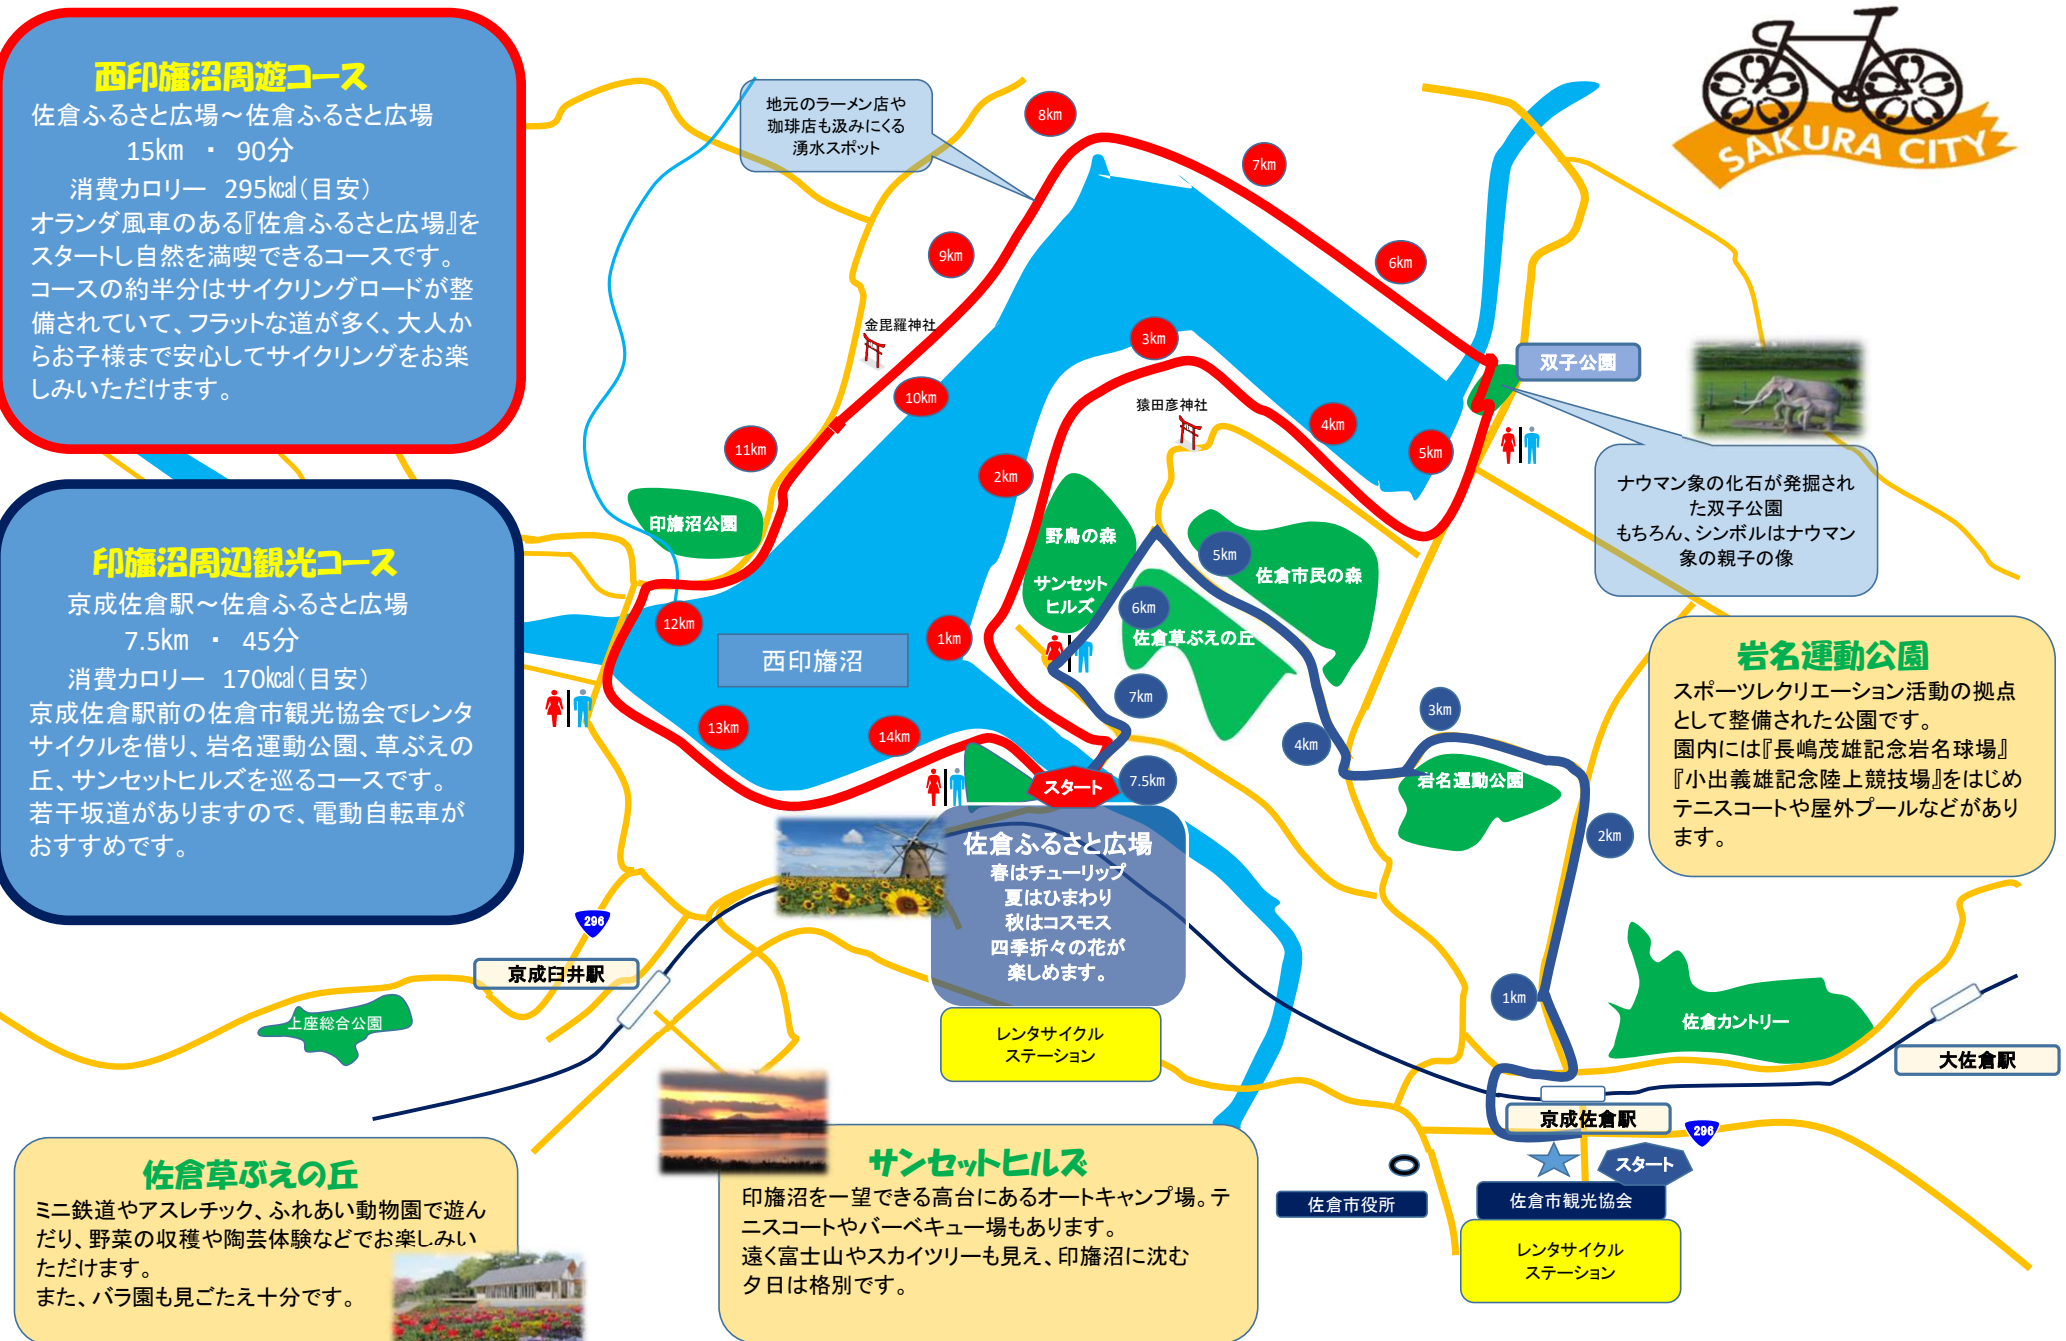 西印旛沼周遊コース
佐倉ふるさと広場～佐倉ふるさと広場
15km ・ 90分
消費カロリー 295㎉(目安)
オランダ風車のある『佐倉ふるさと広場』を
スタートし自然を満喫できるコースです。
コースの約半分はサイクリングロードが整
備されていて、フラットな道が多く、大人か
らお子様まで安心してサイクリングをお楽
しみいただけます。
印旛沼周辺観光コース
京成佐倉駅～佐倉ふるさと広場
7.5km ・ 45分
消費カロリー 170㎉(目安)
京成佐倉駅前の佐倉市観光協会でレンタ
サイクルを借り、岩名運動公園、草ぶえの
丘、サンセットヒルズを巡るコースです。
若干坂道がありますので、電動自転車が
おすすめです。
地元のラーメン店や
珈琲店も汲みにくる
湧水スポット
SAKURA CITY
8km
7km
6km
9km
3km
10km
4km
5km
11km
2km
12km
1km
13km
14km
金毘羅神社
猿田彦神社
双子公園
ナウマン象の化石が発掘され
た双子公園
もちろん、シンボルはナウマン
象の親子の像
印旛沼公園
野鳥の森
サンセット
ヒルズ
佐倉市民の森
佐倉草ぶえの丘
西印旛沼
5km
6km
7km
4km
3km
7.5km
2km
1km
スタート
岩名運動公園
岩名運動公園
スポーツレクリエーション活動の拠点
として整備された公園です。
園内には『長嶋茂雄記念岩名球場』
『小出義雄記念陸上競技場』をはじめ
テニスコートや屋外プールなどがあり
ます。
佐倉ふるさと広場
春はチューリップ
夏はひまわり
秋はコスモス
四季折々の花が
楽しめます。
レンタサイクル
ステーション
296
京成臼井駅
上座総合公園
佐倉カントリー
大佐倉駅
京成佐倉駅
296
スタート
佐倉市役所
佐倉市観光協会
レンタサイクル
ステーション
佐倉草ぶえの丘
ミニ鉄道やアスレチック、ふれあい動物園で遊ん
だり、野菜の収穫や陶芸体験などでお楽しみい
ただけます。
また、バラ園も見ごたえ十分です。
サンセットヒルズ
印旛沼を一望できる高台にあるオートキャンプ場。テ
ニスコートやバーベキュー場もあります。
遠く富士山やスカイツリーも見え、印旛沼に沈む
夕日は格別です。